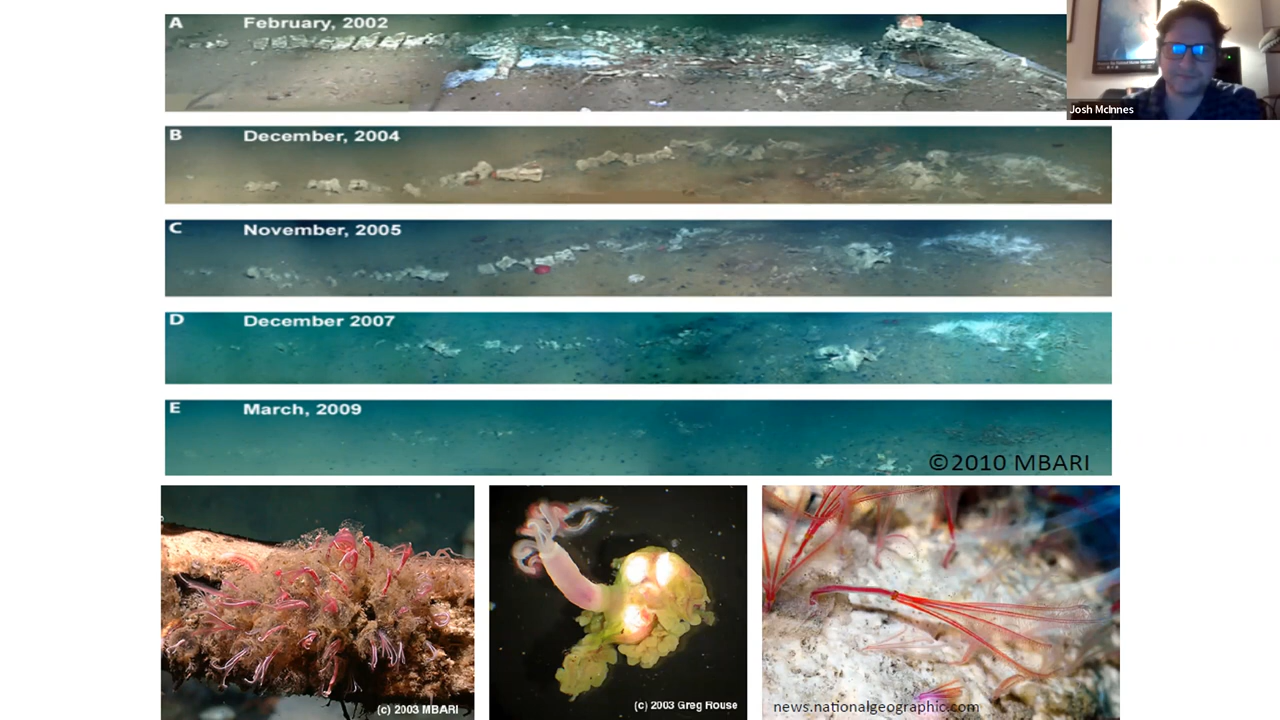 A February, 2002
Josh McInnes
B December, 2004
C November, 2005
D December 2007
E March, 2009
©2010 MBARI
(c) 2003 MBARI
(c) 2003 Greg Rouse
news.nationalgeographic.com